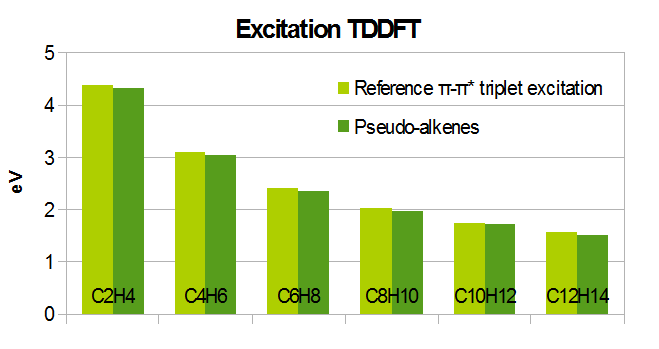 Excitation TDDFT
5
Reference π-π* triplet excitation
4
Pseudo-alkenes
3
eV
2
1
C2H4 C4H6 C6H8 C8H10 C10H12 C12H14
0